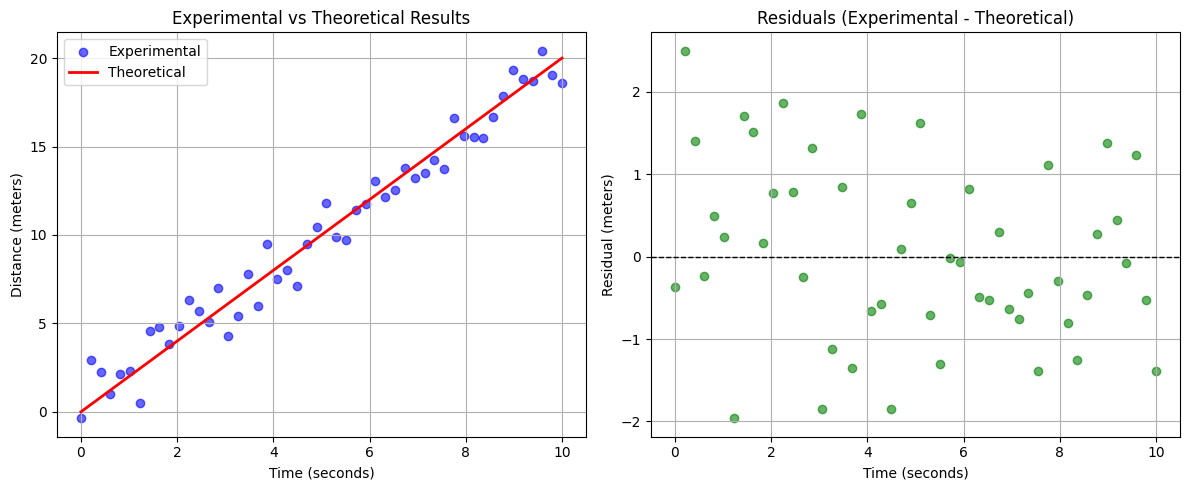 Experimental vs Theoretical Results
Experimental
Theoretical
Distance (meters)
20
15
10
5
0
0 2 4 6 8 10
Time (seconds)
Residuals (Experimental - Theoretical)
Residual (meters)
2
1
0
−1
−2
0 2 4 6 8 10
Time (seconds)